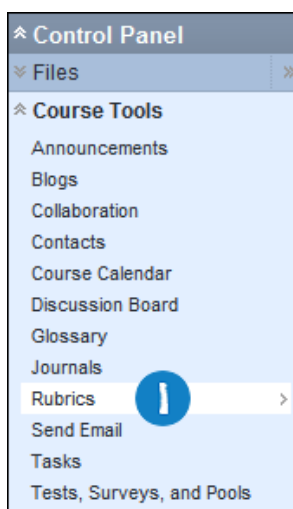 Control Panel
Files
Course Tools
Announcements
Blogs
Collaboration
Contacts
Course Calendar
Discussion Board
Glossary
Journals
Rubrics 1
Send Email
Tasks
Tests, Surveys, and Pools